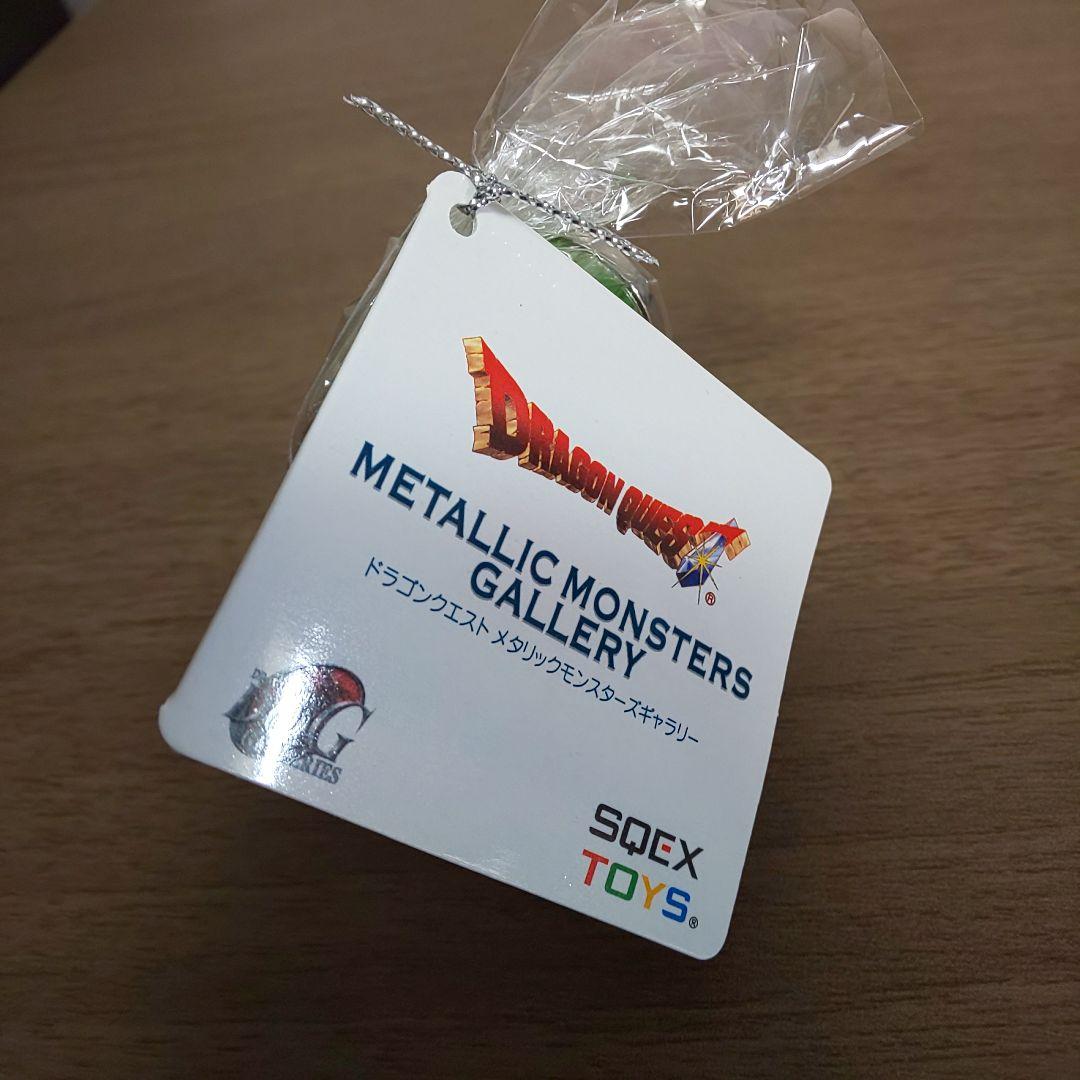 DRAGON QUEST®
METALLIC MONSTERS
GALLERY
ドラゴンクエスト メタリックモンスターズギャラリー
SQEX
TOYS®